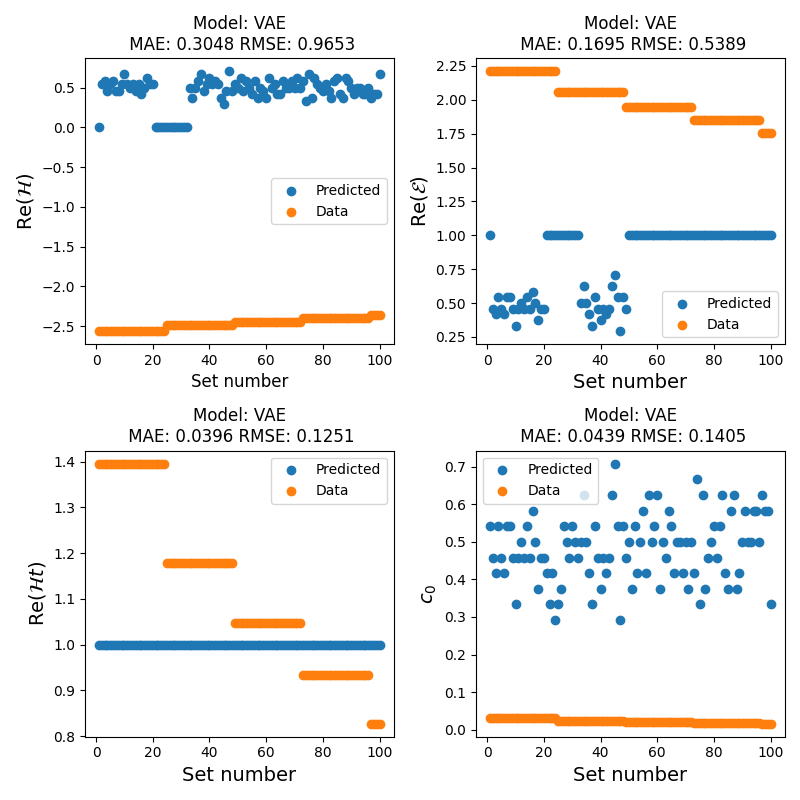 Model: VAE
MAE: 0.3048 RMSE: 0.9653
0.5
0.0
−0.5
−1.0
−1.5
−2.0
−2.5
Re(ℋ)
Predicted
Data
0 20 40 60 80 100
Set number
Model: VAE
MAE: 0.1695 RMSE: 0.5389
2.25
2.00
1.75
1.50
1.25
1.00
0.75
0.50
0.25
Re(ℰ)
Predicted
Data
0 20 40 60 80 100
Set number
Model: VAE
MAE: 0.0396 RMSE: 0.1251
1.4
1.3
1.2
1.1
1.0
0.9
0.8
Re(ℋt)
Predicted
Data
0 20 40 60 80 100
Set number
Model: VAE
MAE: 0.0439 RMSE: 0.1405
0.7
0.6
0.5
0.4
0.3
0.2
0.1
0.0
c₀
Predicted
Data
0 20 40 60 80 100
Set number